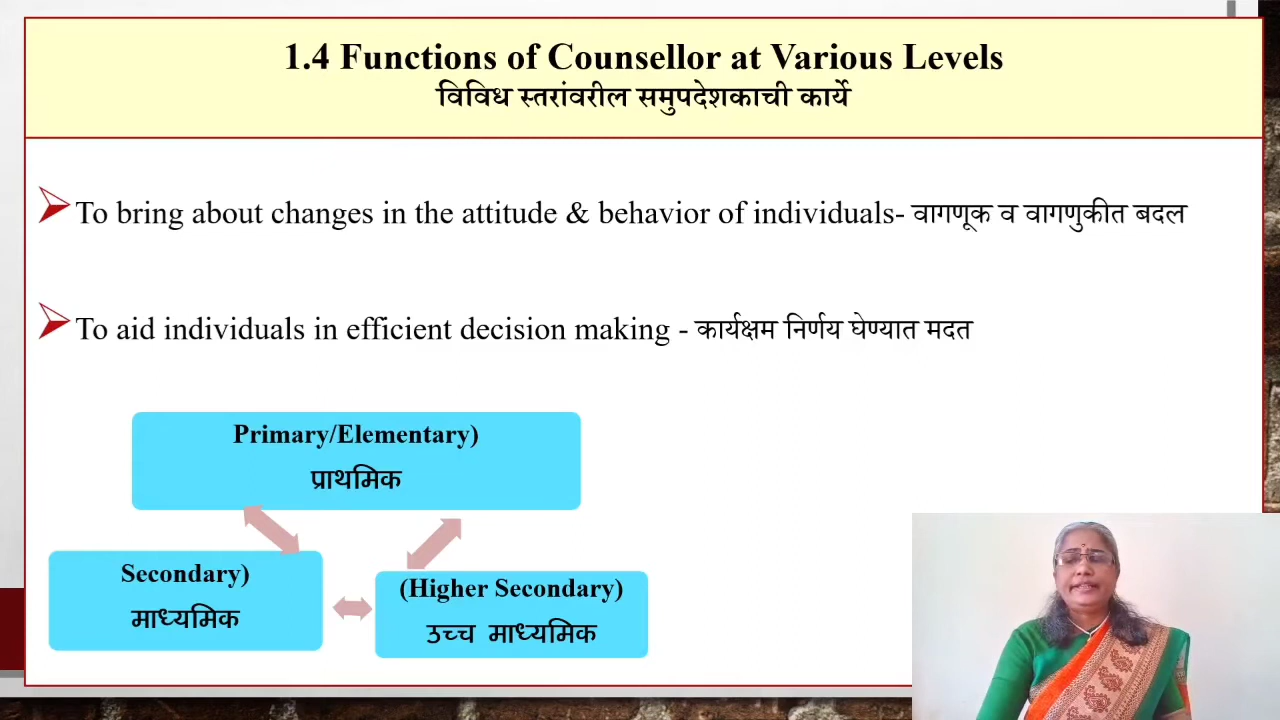 1.4 Functions of Counsellor at Various Levels
विविध स्तरांवरील समुपदेशकाची कार्ये
To bring about changes in the attitude & behavior of individuals- वागणूक व वागणुकीत बदल
To aid individuals in efficient decision making - कार्यक्षम निर्णय घेण्यात मदत
Primary/Elementary)
प्राथमिक
Secondary)
माध्यमिक
(Higher Secondary)
उच्च माध्यमिक